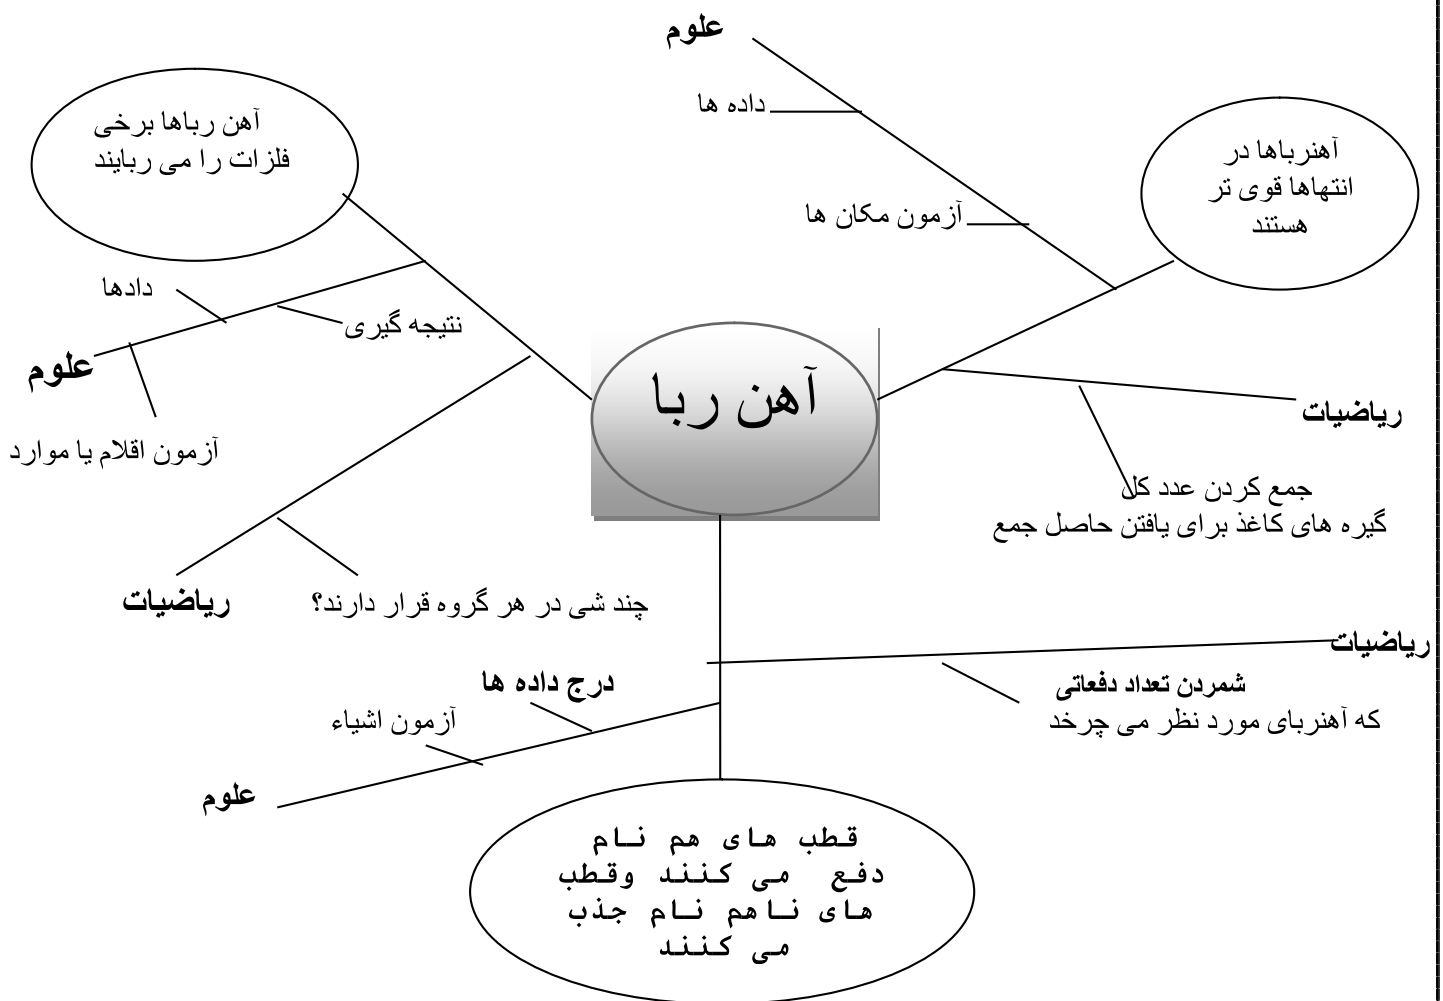 علوم
داده ها
آزمون مکان ها
آهنرباها در
انتهاها قوی تر
هستند
آهن رباها برخی
فلزات را می ربایند
دادها
نتیجه گیری
علوم
آزمون اقلام یا موارد
آهن ربا
ریاضیات
جمع کردن عدد کل
گیره های کاغذ برای یافتن حاصل جمع
ریاضیات
چند شی در هر گروه قرار دارند؟
ریاضیات
شمردن تعداد دفعاتی
که آهنربای مورد نظر می چرخد
درج داده ها
آزمون اشیاء
علوم
قطب های هم نام
دفع می کنند وقطب
های ناهم نام جذب
می کنند